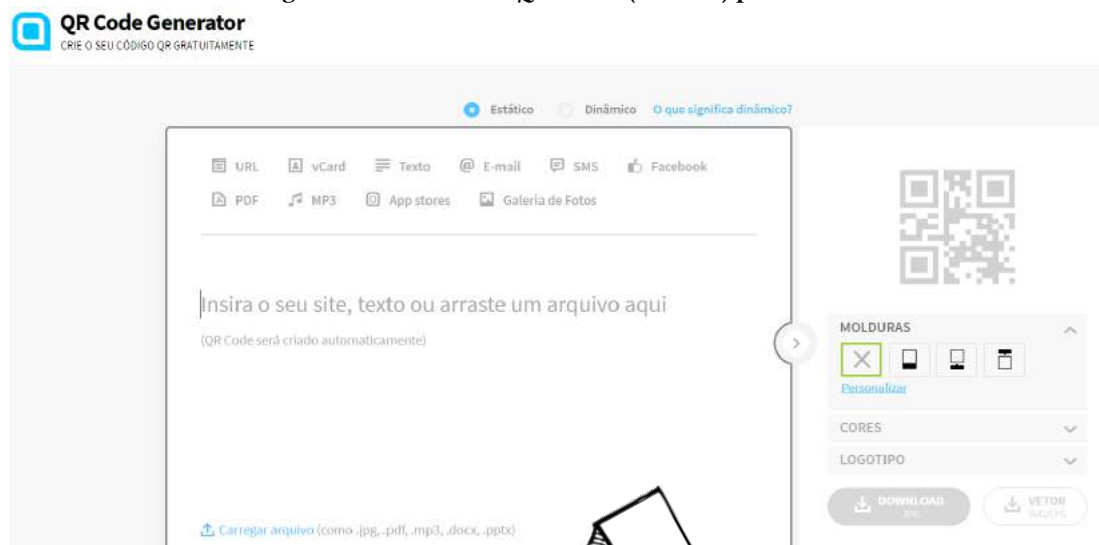 QR Code Generator
CRIE O SEU CÓDIGO QR GRATUITAMENTE
Estático Dinâmico O que significa dinâmico?
URL vCard Texto E-mail SMS Facebook
PDF MP3 App stores Galeria de Fotos
Insira o seu site, texto ou arraste um arquivo aqui
(QR Code será criado automaticamente)
MOLDURAS
Personalizar
CORES
LOGOTIPO
DOWNLOAD
JPG
VETOR
Carregar arquivo (como .jpg, .pdf, .mp3, .docx, .pptx)